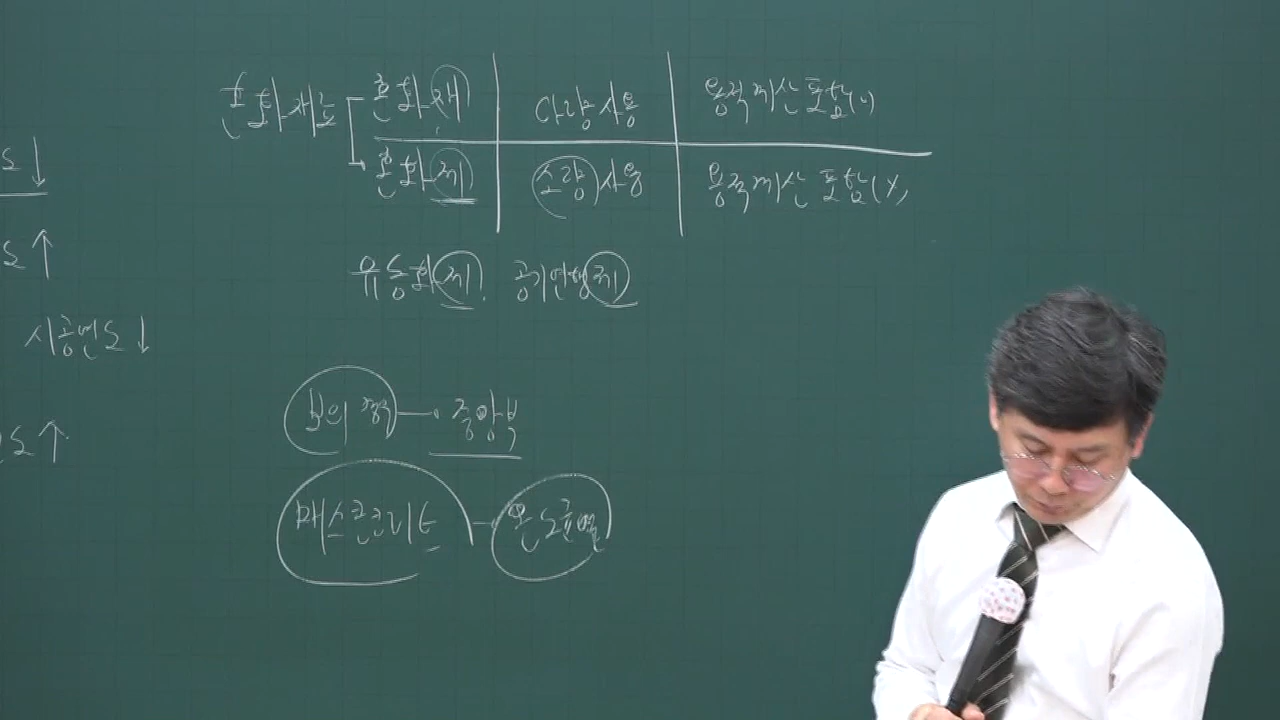 혼화재료 혼화재 다량사용 용적계산 포함(○)
혼화제 소량사용 용적계산 포함(X)
도 ↓
도 ↑
유동화제, 공기연행제
시공연도 ↓
보의 중앙부
도 ↑
매스콘크리트 온도균열